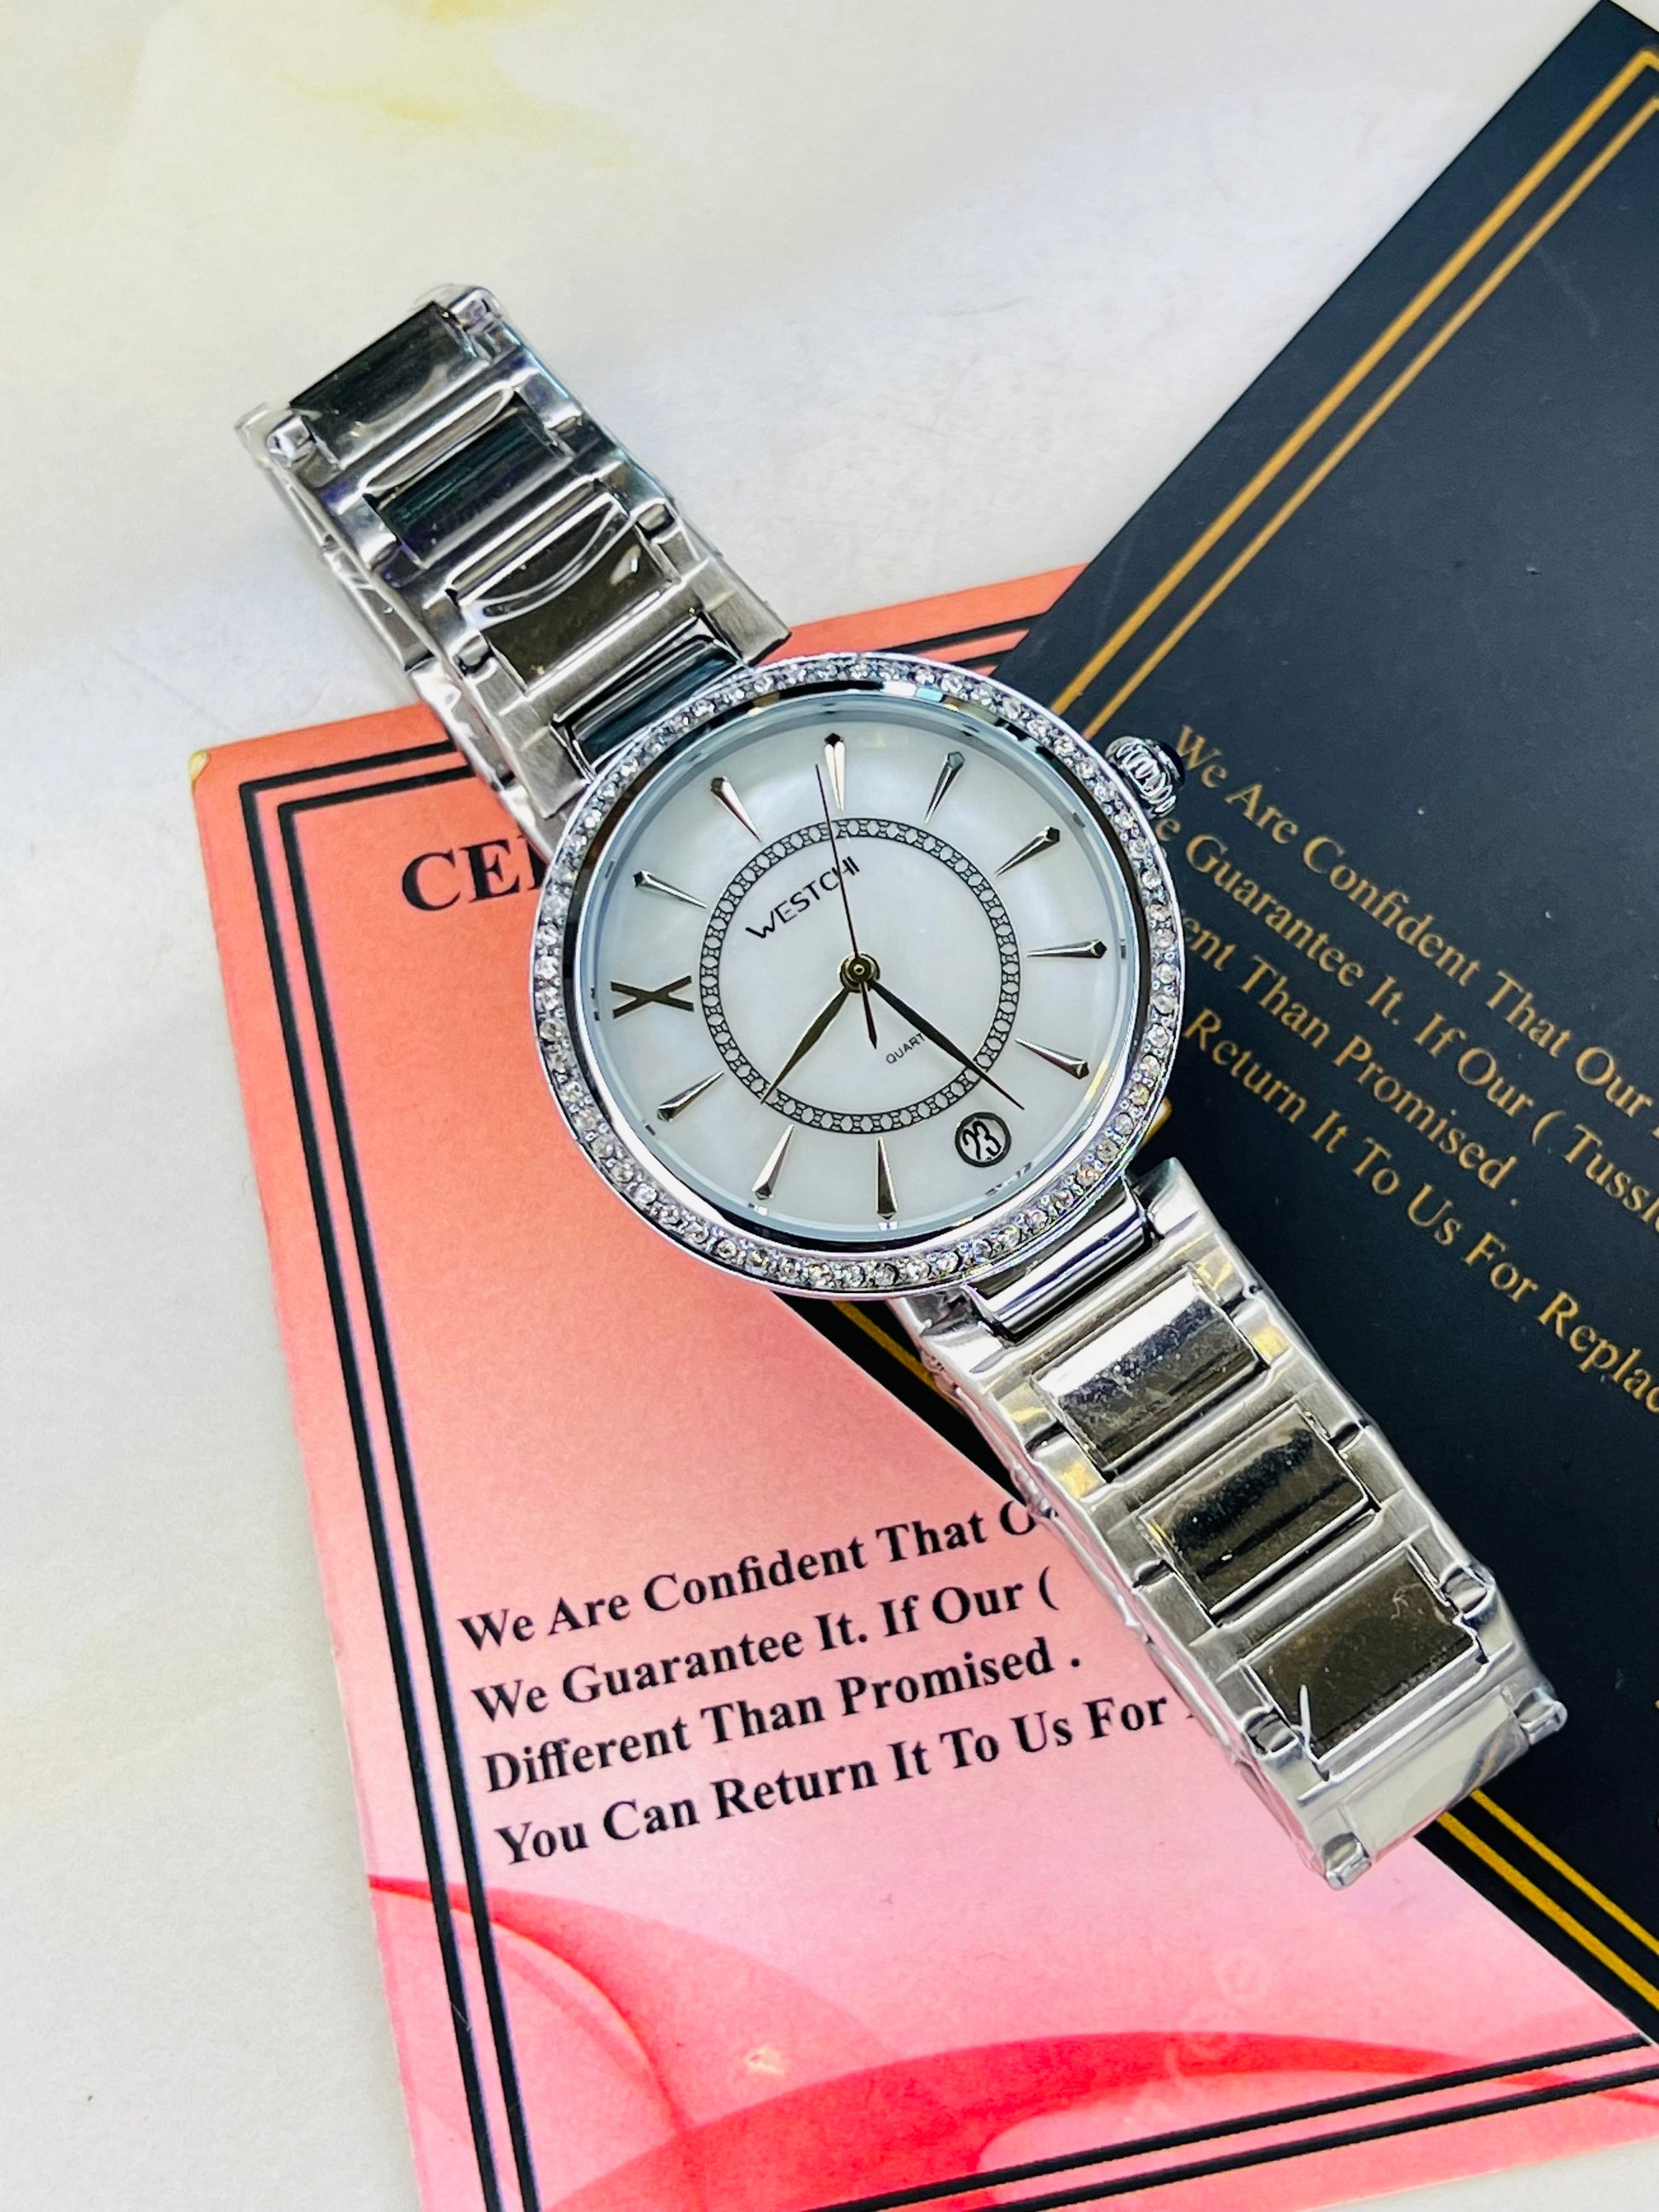 WESTCHI
X
QUART
23
CE
We Are Confident That O
We Guarantee It. If Our (
Different Than Promised .
You Can Return It To Us For
We Are Confident That Our
e Guarantee It. If Our ( Tussl
ent Than Promised .
Return It To Us For Replac